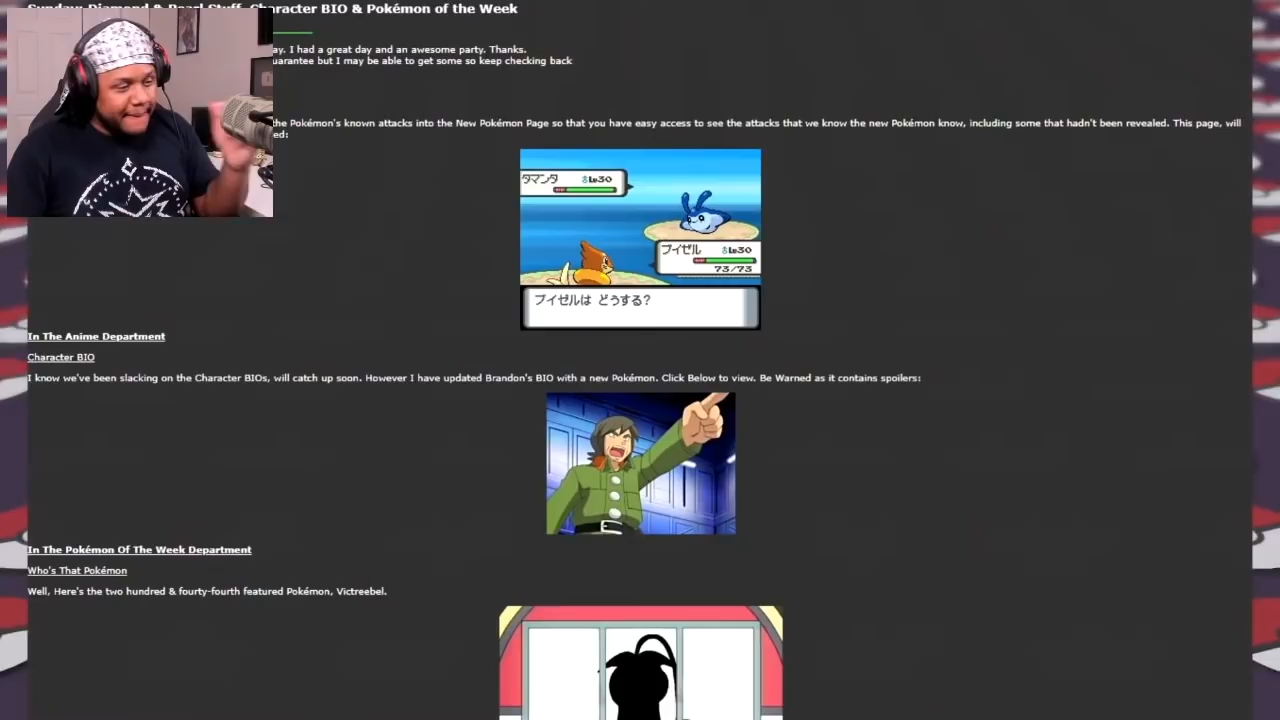 Sunday: Diamond & Pearl Stuff, Character BIO & Pokémon of the Week
ay. I had a great day and an awesome party. Thanks.
uarantee but I may be able to get some so keep checking back
the Pokémon's known attacks into the New Pokémon Page so that you have easy access to see the attacks that we know the new Pokémon know, including some that hadn't been revealed. This page, will
ed:
タマンタ ♂Lv30
ブイゼル ♂Lv30
73/73
ブイゼルは どうする?
In The Anime Department
Character BIO
I know we've been slacking on the Character BIOs, will catch up soon. However I have updated Brandon's BIO with a new Pokémon. Click Below to view. Be Warned as it contains spoilers:
In The Pokémon Of The Week Department
Who's That Pokémon
Well, Here's the two hundred & fourty-fourth featured Pokémon, Victreebel.